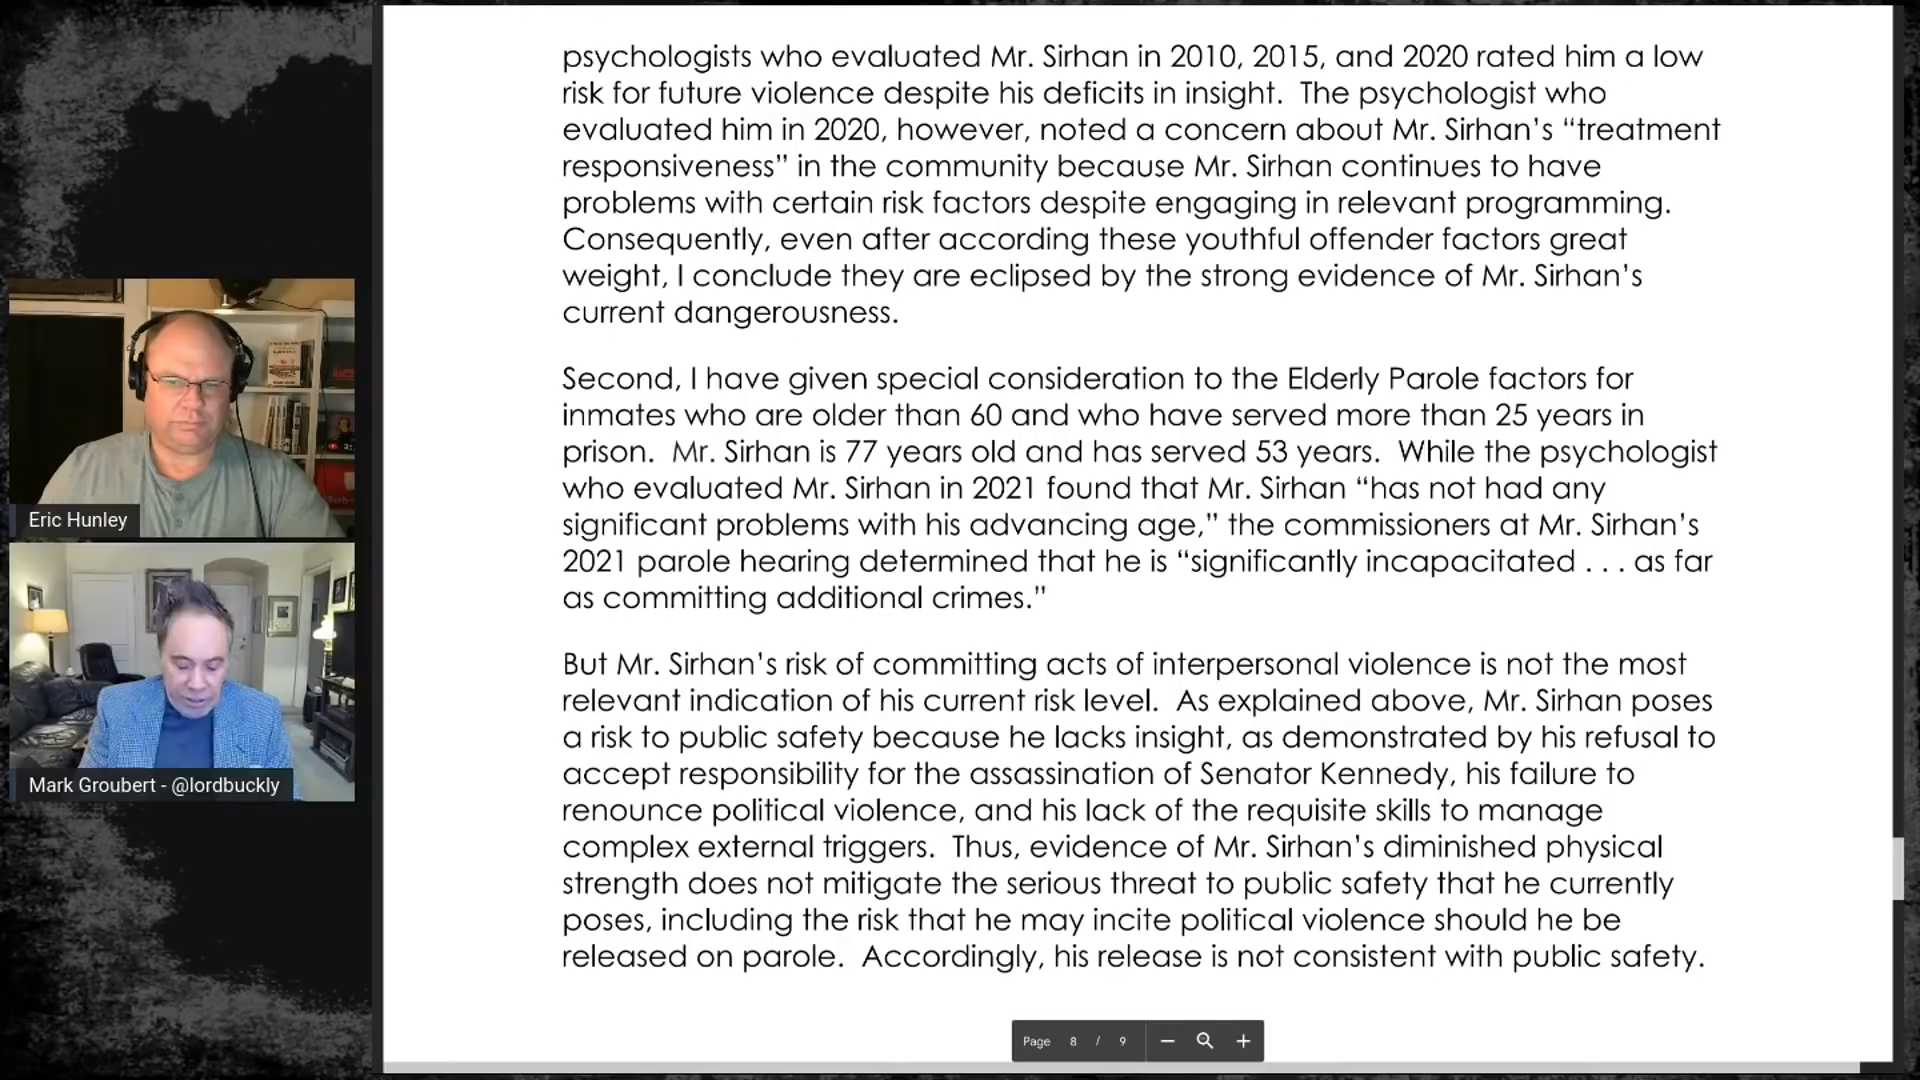 psychologists who evaluated Mr. Sirhan in 2010, 2015, and 2020 rated him a low
risk for future violence despite his deficits in insight. The psychologist who
evaluated him in 2020, however, noted a concern about Mr. Sirhan’s “treatment
responsiveness” in the community because Mr. Sirhan continues to have
problems with certain risk factors despite engaging in relevant programming.
Consequently, even after according these youthful offender factors great
weight, I conclude they are eclipsed by the strong evidence of Mr. Sirhan’s
current dangerousness.
Second, I have given special consideration to the Elderly Parole factors for
inmates who are older than 60 and who have served more than 25 years in
prison. Mr. Sirhan is 77 years old and has served 53 years. While the psychologist
who evaluated Mr. Sirhan in 2021 found that Mr. Sirhan “has not had any
significant problems with his advancing age,” the commissioners at Mr. Sirhan’s
2021 parole hearing determined that he is “significantly incapacitated . . . as far
as committing additional crimes.”
But Mr. Sirhan’s risk of committing acts of interpersonal violence is not the most
relevant indication of his current risk level. As explained above, Mr. Sirhan poses
a risk to public safety because he lacks insight, as demonstrated by his refusal to
accept responsibility for the assassination of Senator Kennedy, his failure to
renounce political violence, and his lack of the requisite skills to manage
complex external triggers. Thus, evidence of Mr. Sirhan’s diminished physical
strength does not mitigate the serious threat to public safety that he currently
poses, including the risk that he may incite political violence should he be
released on parole. Accordingly, his release is not consistent with public safety.
Eric Hunley
Mark Groubert - @lordbuckly
Page 8 / 9